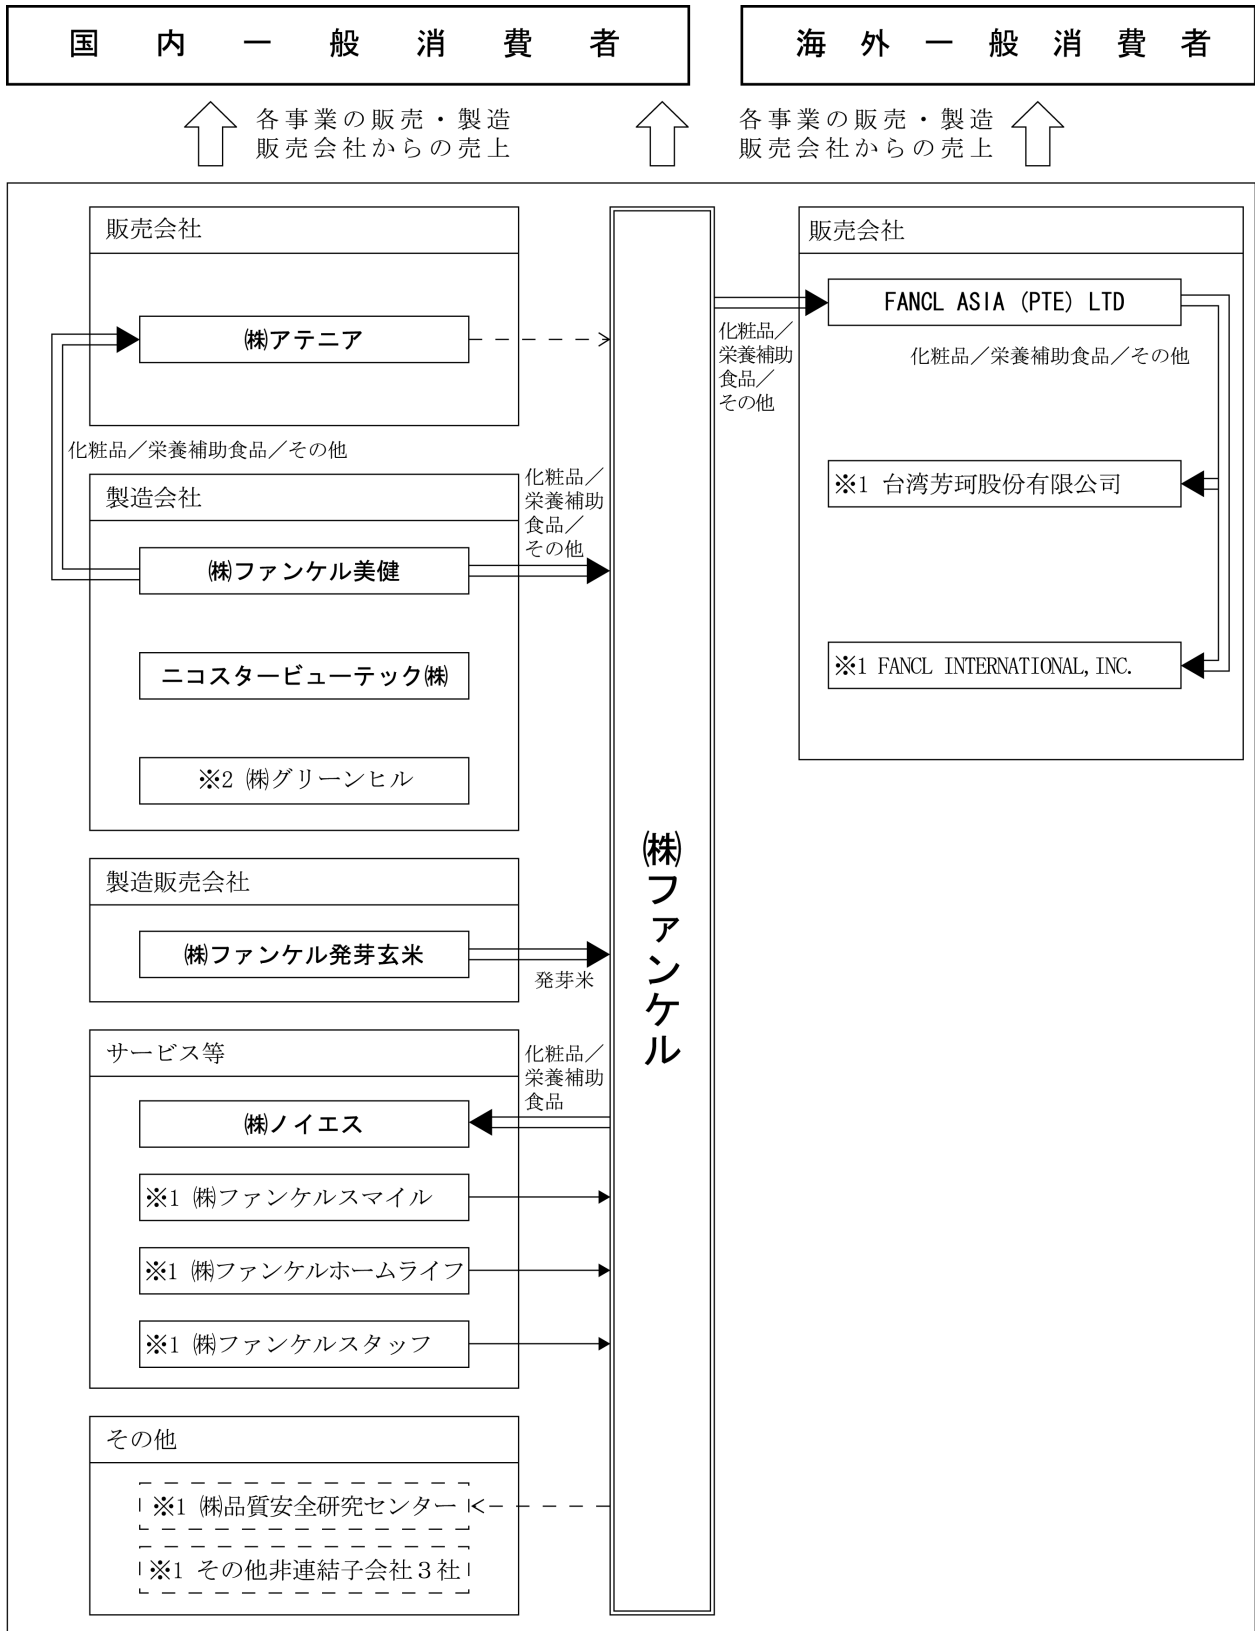 国内一般消費者
海外一般消費者
各事業の販売・製造
販売会社からの売上
各事業の販売・製造
販売会社からの売上
販売会社
㈱アテニア
化粧品／栄養補助食品／その他
製造会社
化粧品／
栄養補助
食品／
その他
㈱ファンケル美健
ニコスタービューテック㈱
※2 ㈱グリーンヒル
製造販売会社
㈱ファンケル発芽玄米
発芽米
サービス等
化粧品／
栄養補助
食品
㈱ノイエス
※1 ㈱ファンケルスマイル
※1 ㈱ファンケルホームライフ
※1 ㈱ファンケルスタッフ
その他
※1 ㈱品質安全研究センター
※1 その他非連結子会社３社
㈱ファンケル
販売会社
FANCL ASIA (PTE) LTD
化粧品／
栄養補助
食品／
その他
化粧品／栄養補助食品／その他
※1 台湾芳珂股份有限公司
※1 FANCL INTERNATIONAL, INC.